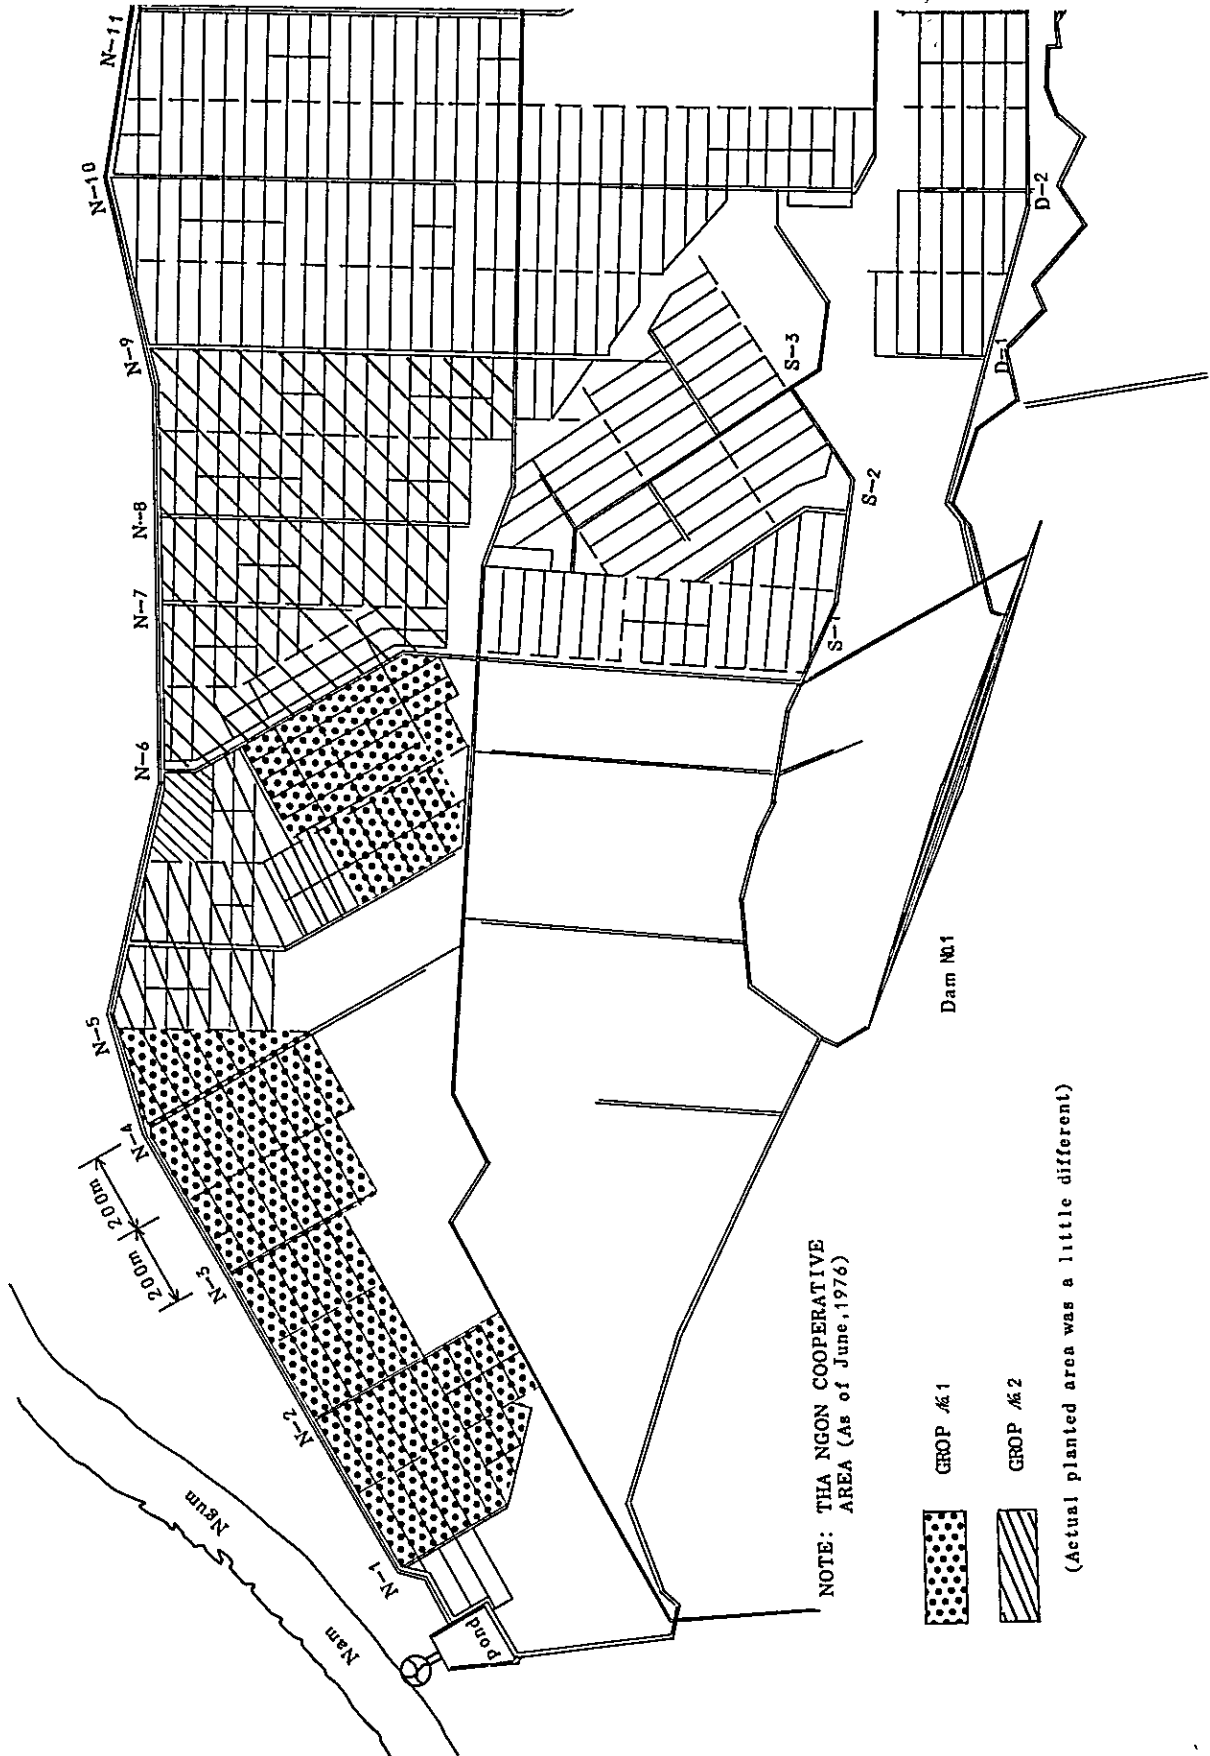 Nam
Ngum
Pond
N-1
N-2
N-3
N-4
N-5
N-6
N-7
N-8
N-9
N-10
N-11
200m
200m
S-1
S-2
S-3
D-1
D-2
Dam №1
NOTE: THA NGON COOPERATIVE
AREA (As of June,1976)
GROP №1
GROP №2
(Actual planted area was a little different)